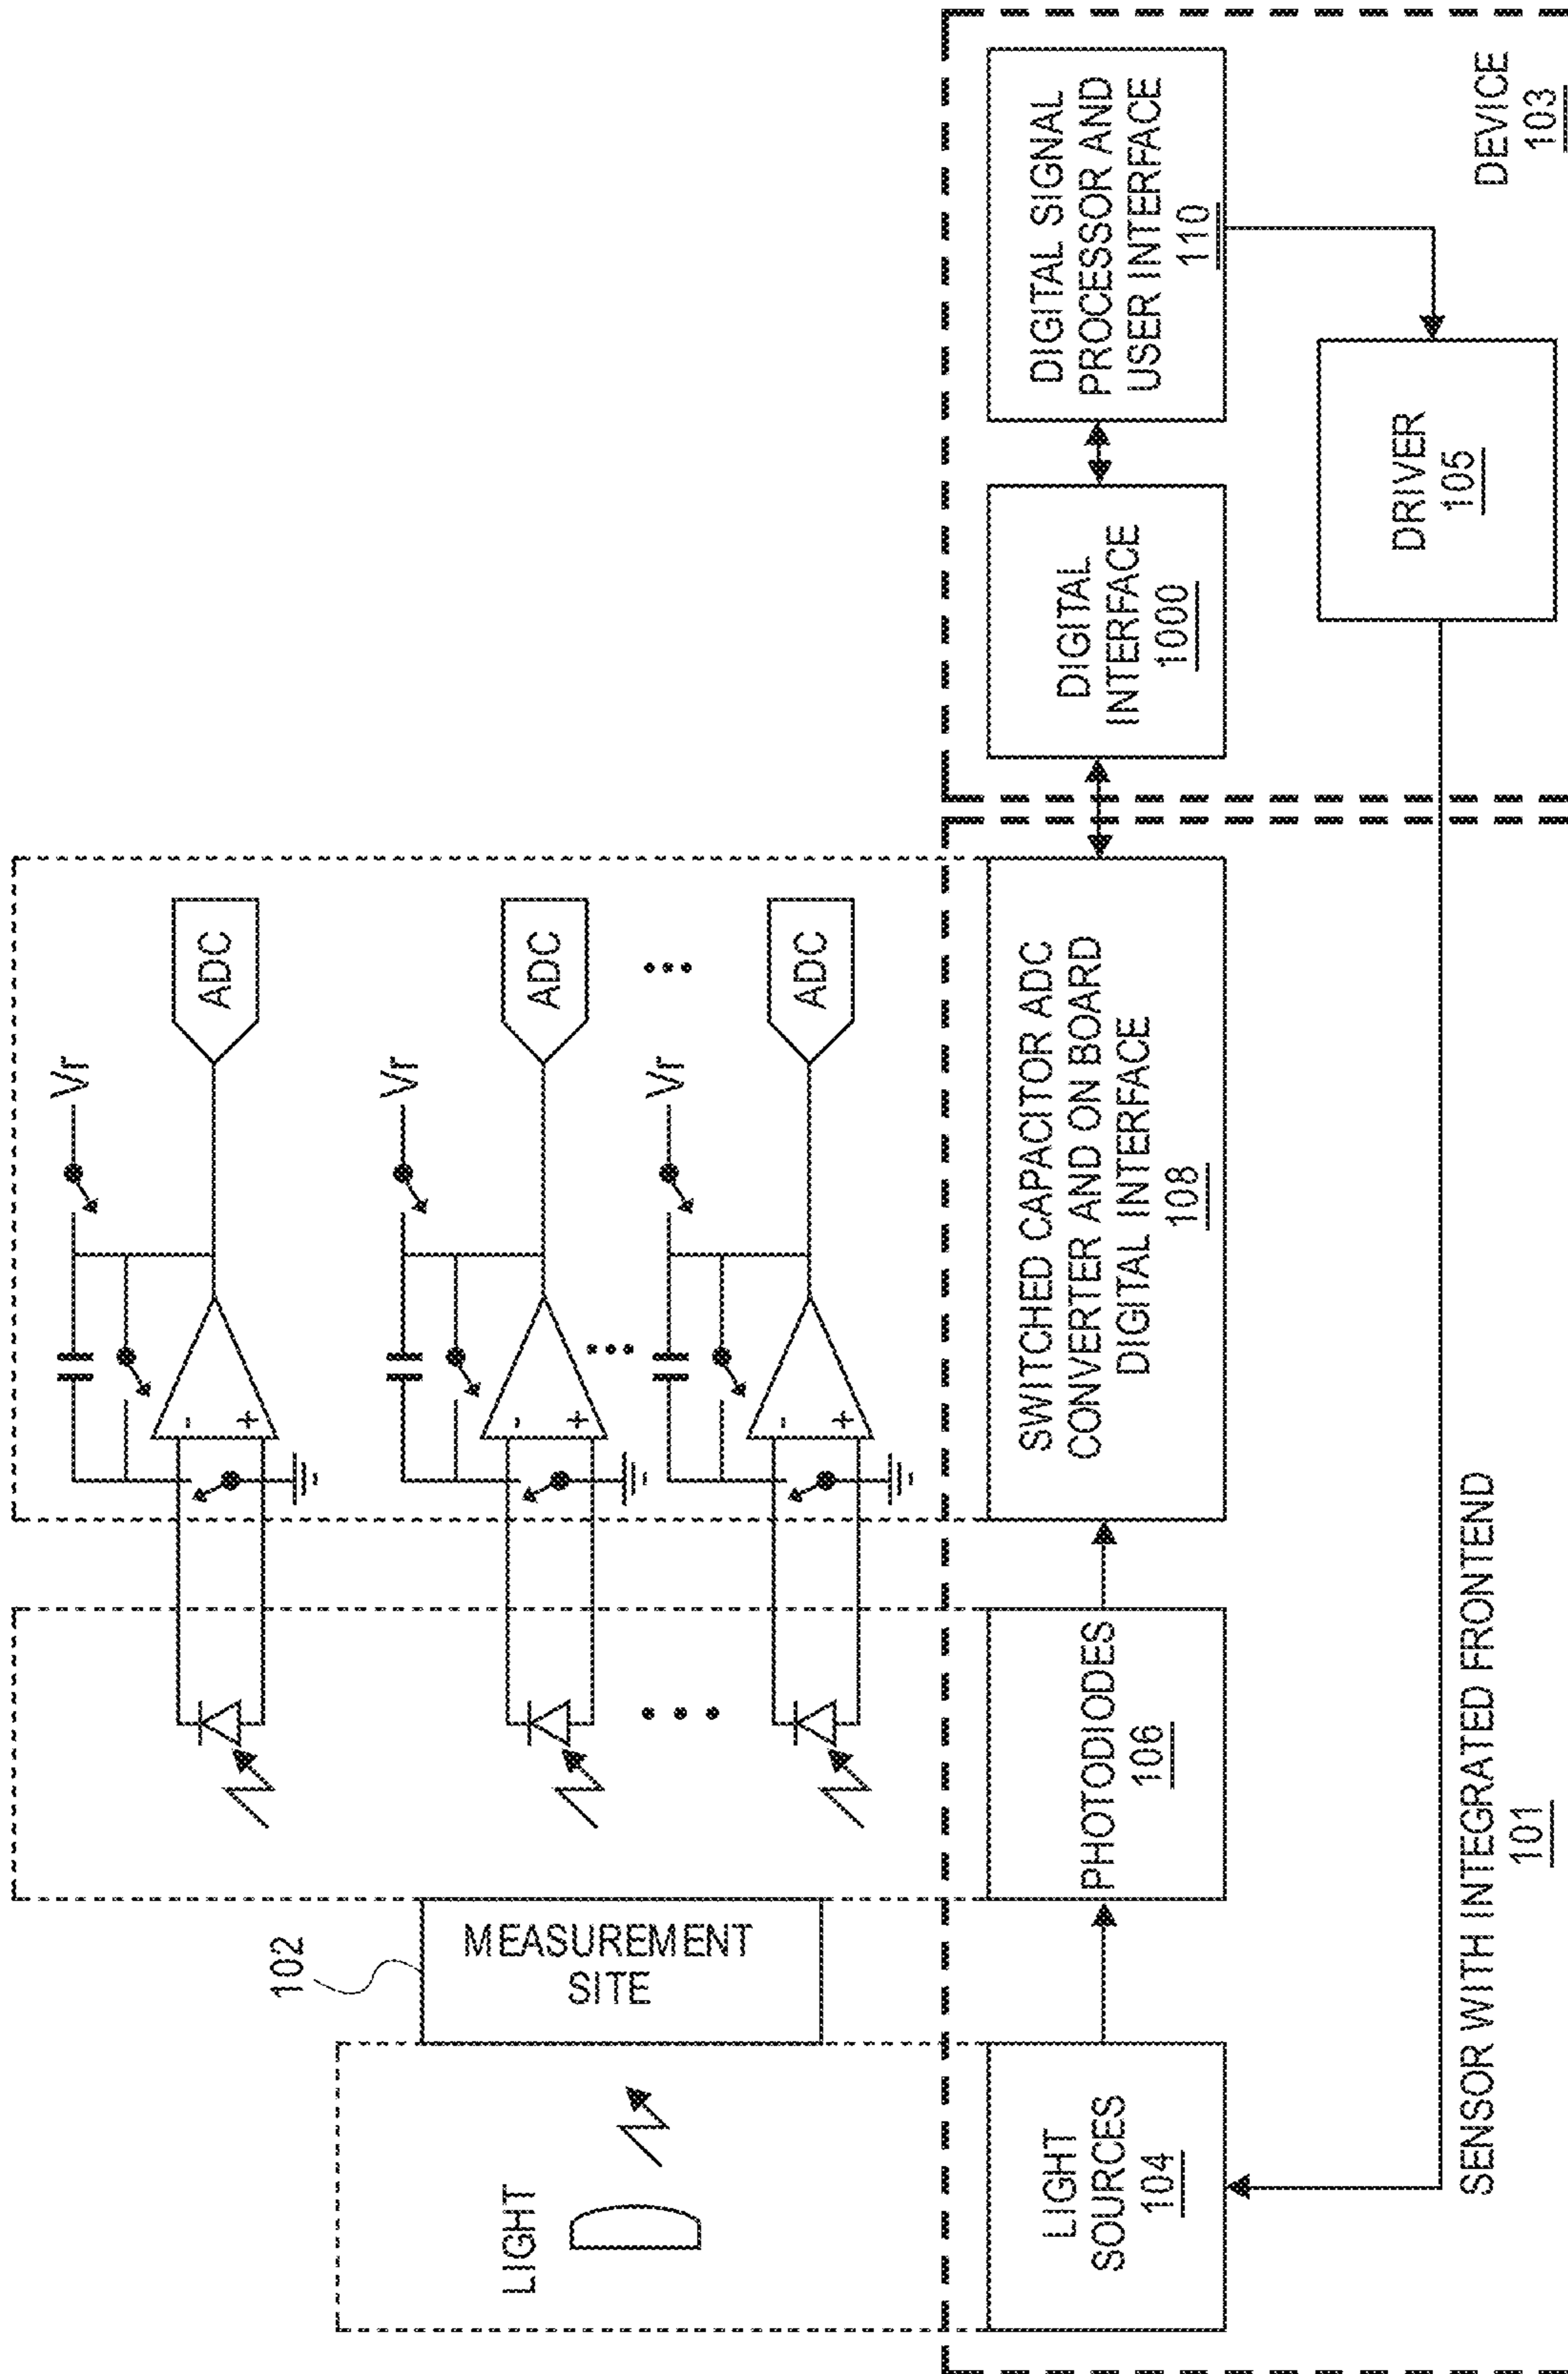 LIGHT
102
MEASUREMENT
SITE
-
+
Vr
ADC
-
+
Vr
ADC
-
+
Vr
ADC
LIGHT
SOURCES
104
PHOTODIODES
106
SWITCHED CAPACITOR ADC
CONVERTER AND ON BOARD
DIGITAL INTERFACE
108
DIGITAL
INTERFACE
1000
DIGITAL SIGNAL
PROCESSOR AND
USER INTERFACE
110
DRIVER
105
SENSOR WITH INTEGRATED FRONTEND
101
DEVICE
103